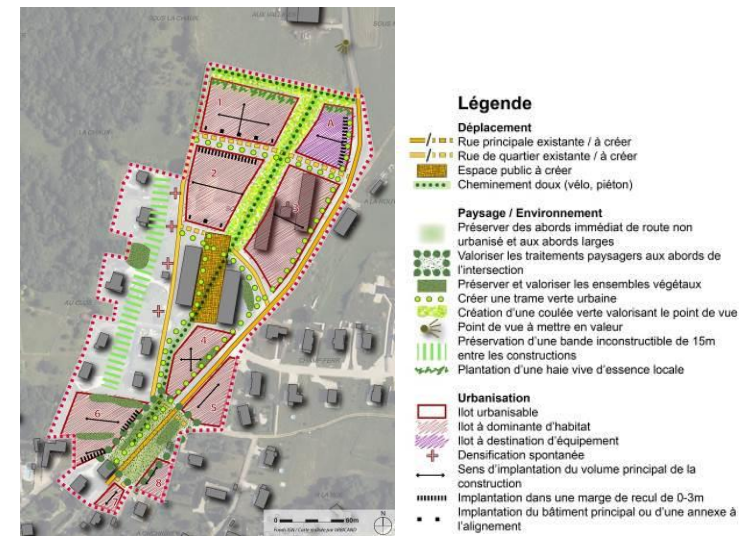 SOUS LA CHAUX
1
A
2
3
4
5
6
7
8
0
60m
N
Légende
Déplacement
Rue principale existante / à créer
Rue de quartier existante / à créer
Espace public à créer
Cheminement doux (vélo, piéton)
Paysage / Environnement
Préserver des abords immédiat de route non
urbanisé et aux abords larges
Valoriser les traitements paysagers aux abords de
l'intersection
Préserver et valoriser les ensembles végétaux
Créer une trame verte urbaine
Création d'une coulée verte valorisant le point de vue
Point de vue à mettre en valeur
Préservation d'une bande inconstructible de 15m
entre les constructions
Plantation d'une haie vive d'essence locale
Urbanisation
Ilot urbanisable
Ilot à dominante d'habitat
Ilot à destination d'équipement
Densification spontanée
Sens d'implantation du volume principal de la
construction
Implantation dans une marge de recul de 0-3m
Implantation du bâtiment principal ou d'une annexe à
l'alignement